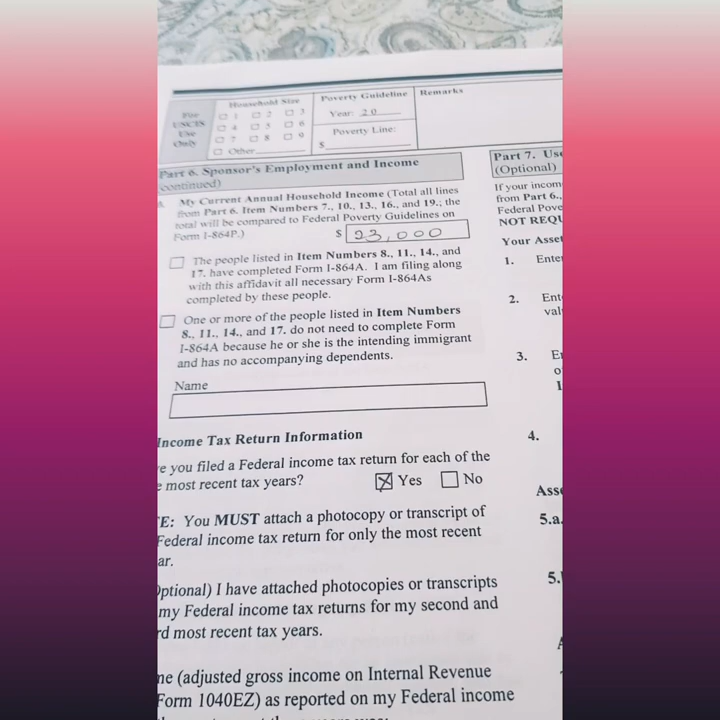 For
USCIS
Use
Only
Household Size
1 2 3
4 5 6
7 8 9
Other
Poverty Guideline
Year: 20
Poverty Line:
$
Remarks
Part 6. Sponsor's Employment and Income
continued)
My Current Annual Household Income (Total all lines
from Part 6. Item Numbers 7., 10., 13., 16., and 19.; the
total will be compared to Federal Poverty Guidelines on
Form I-864P.)
$ 23,000
The people listed in Item Numbers 8., 11., 14., and
17. have completed Form I-864A. I am filing along
with this affidavit all necessary Form I-864As
completed by these people.
One or more of the people listed in Item Numbers
8., 11., 14., and 17. do not need to complete Form
I-864A because he or she is the intending immigrant
and has no accompanying dependents.
Name
Income Tax Return Information
e you filed a Federal income tax return for each of the
e most recent tax years?
Yes No
E: You MUST attach a photocopy or transcript of
Federal income tax return for only the most recent
ar.
Optional) I have attached photocopies or transcripts
my Federal income tax returns for my second and
rd most recent tax years.
me (adjusted gross income on Internal Revenue
Form 1040EZ) as reported on my Federal income
Part 7. Use
(Optional)
If your incom
from Part 6.,
Federal Pove
NOT REQU
Your Asset
1. Enter
2. Ent
val
3.
4.
Asse
5.a.
5.